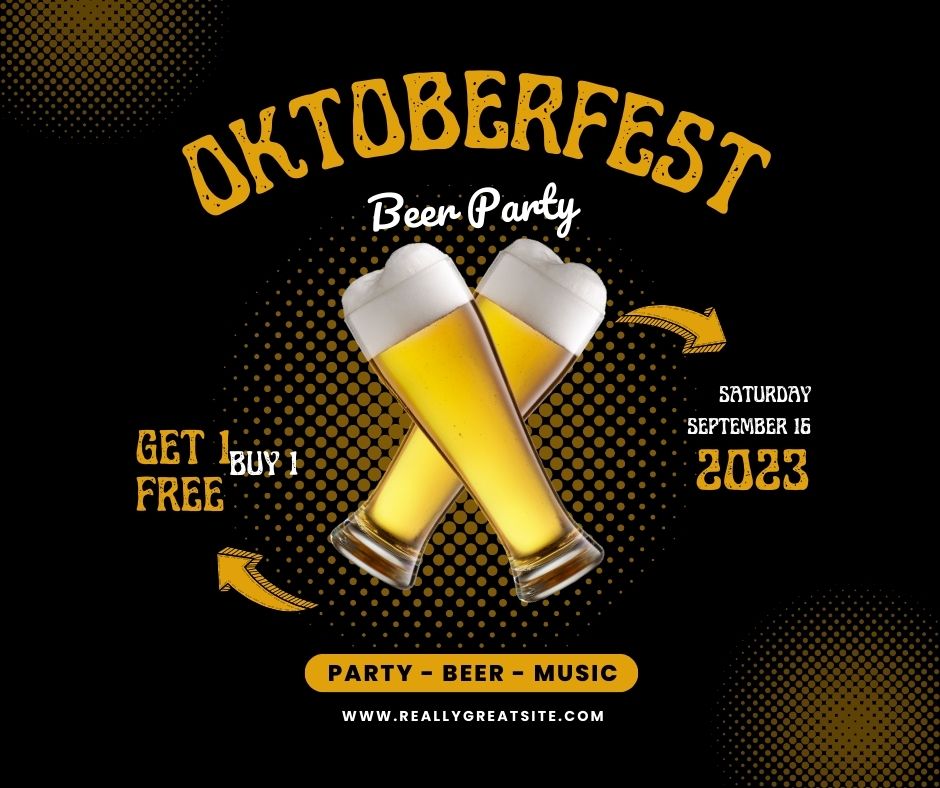 OKTOBERFEST
Beer Party
SATURDAY
SEPTEMBER 16
2023
BUY 1
GET 1
FREE
PARTY - BEER - MUSIC
WWW.REALLYGREATSITE.COM